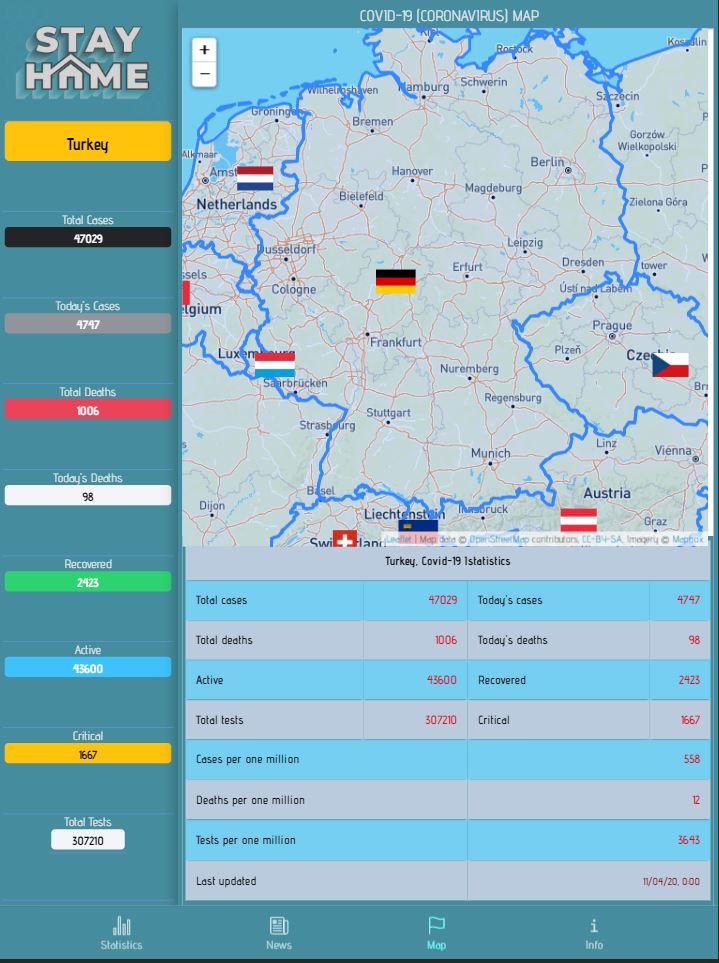 COVID-19 (CORONAVIRUS) MAP
STAY
HOME
Turkey
Total Cases
47029
Today's Cases
4747
Total Deaths
1006
Today's Deaths
98
Recovered
2423
Active
43600
Critical
1667
Total Tests
307210
+
−
Kiel
Rostock
Koszalin
Wilhelmshaven
Hamburg
Schwerin
Szczecin
Groningen
Bremen
Gorzów
Wielkopolski
Alkmaar
Amst
Hanover
Berlin
Netherlands
Bielefeld
Magdeburg
Zielona Góra
Dusseldorf
Leipzig
Cologne
Erfurt
Dresden
tower
ssels
Ústí nad Labem
elgium
Prague
Frankfurt
Luxembourg
Plzeň
Czechia
Saarbrücken
Nuremberg
Regensburg
Br
Stuttgart
Strasbourg
Linz
Munich
Vienna
Basel
Austria
Dijon
Liechtenstein
Innsbruck
Graz
Switzerland
Leaflet | Map data © OpenStreetMap contributors, CC-BY-SA, Imagery © Mapbox
Turkey, Covid-19 1statistics
Total cases 47029 Today's cases 4747
Total deaths 1006 Today's deaths 98
Active 43600 Recovered 2423
Total tests 307210 Critical 1667
Cases per one million 558
Deaths per one million 12
Tests per one million 3643
Last updated 11/04/20, 0:00
Statistics News Map Info